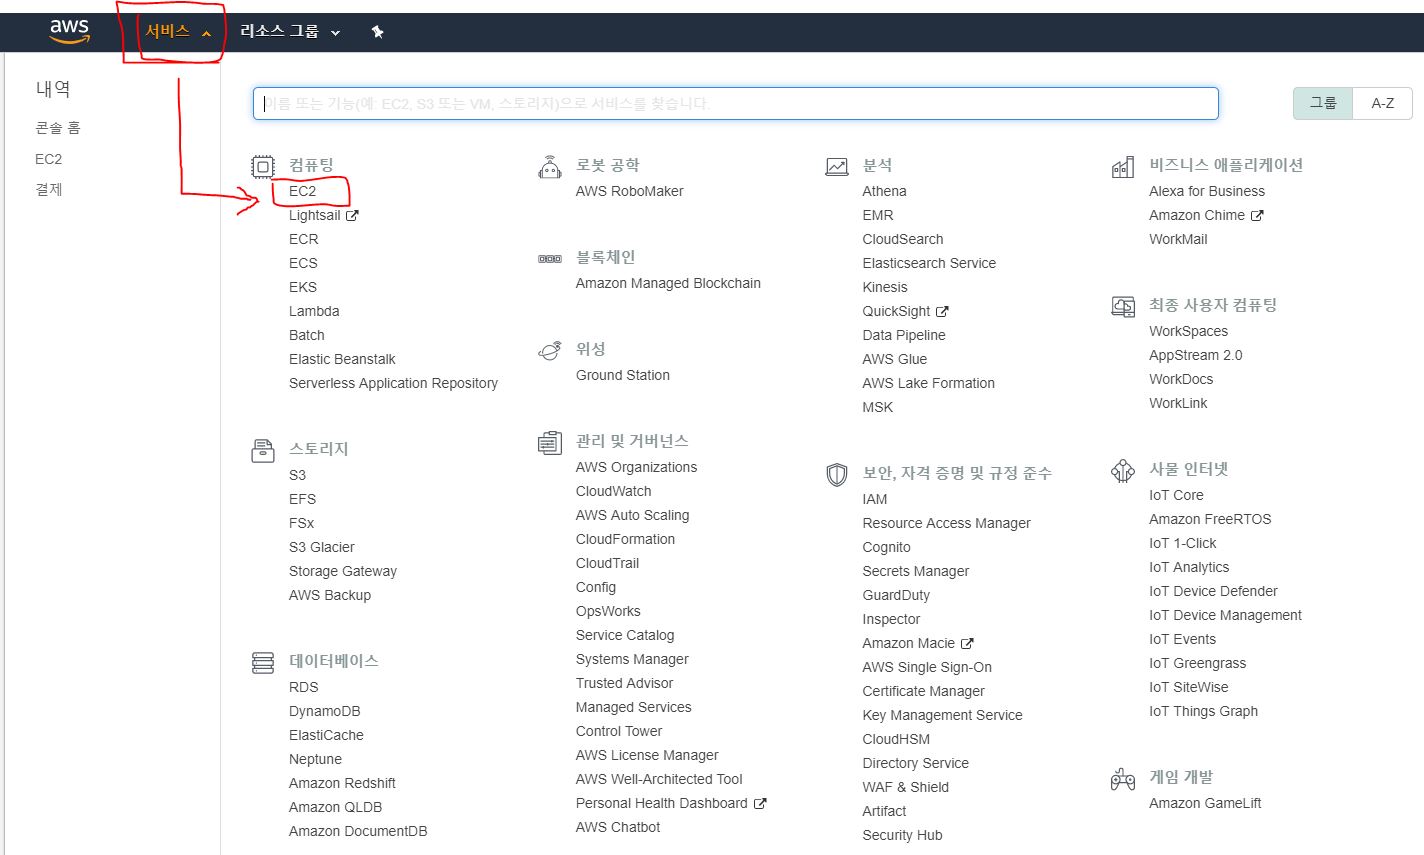 aws
서비스
리소스 그룹
내역
콘솔 홈
EC2
결제
이름 또는 기능(예: EC2, S3 또는 VM, 스토리지)으로 서비스를 찾습니다.
그룹
A-Z
컴퓨팅
EC2
Lightsail
ECR
ECS
EKS
Lambda
Batch
Elastic Beanstalk
Serverless Application Repository
스토리지
S3
EFS
FSx
S3 Glacier
Storage Gateway
AWS Backup
데이터베이스
RDS
DynamoDB
ElastiCache
Neptune
Amazon Redshift
Amazon QLDB
Amazon DocumentDB
로봇 공학
AWS RoboMaker
블록체인
Amazon Managed Blockchain
위성
Ground Station
관리 및 거버넌스
AWS Organizations
CloudWatch
AWS Auto Scaling
CloudFormation
CloudTrail
Config
OpsWorks
Service Catalog
Systems Manager
Trusted Advisor
Managed Services
Control Tower
AWS License Manager
AWS Well-Architected Tool
Personal Health Dashboard
AWS Chatbot
분석
Athena
EMR
CloudSearch
Elasticsearch Service
Kinesis
QuickSight
Data Pipeline
AWS Glue
AWS Lake Formation
MSK
보안, 자격 증명 및 규정 준수
IAM
Resource Access Manager
Cognito
Secrets Manager
GuardDuty
Inspector
Amazon Macie
AWS Single Sign-On
Certificate Manager
Key Management Service
CloudHSM
Directory Service
WAF & Shield
Artifact
Security Hub
비즈니스 애플리케이션
Alexa for Business
Amazon Chime
WorkMail
최종 사용자 컴퓨팅
WorkSpaces
AppStream 2.0
WorkDocs
WorkLink
사물 인터넷
IoT Core
Amazon FreeRTOS
IoT 1-Click
IoT Analytics
IoT Device Defender
IoT Device Management
IoT Events
IoT Greengrass
IoT SiteWise
IoT Things Graph
게임 개발
Amazon GameLift